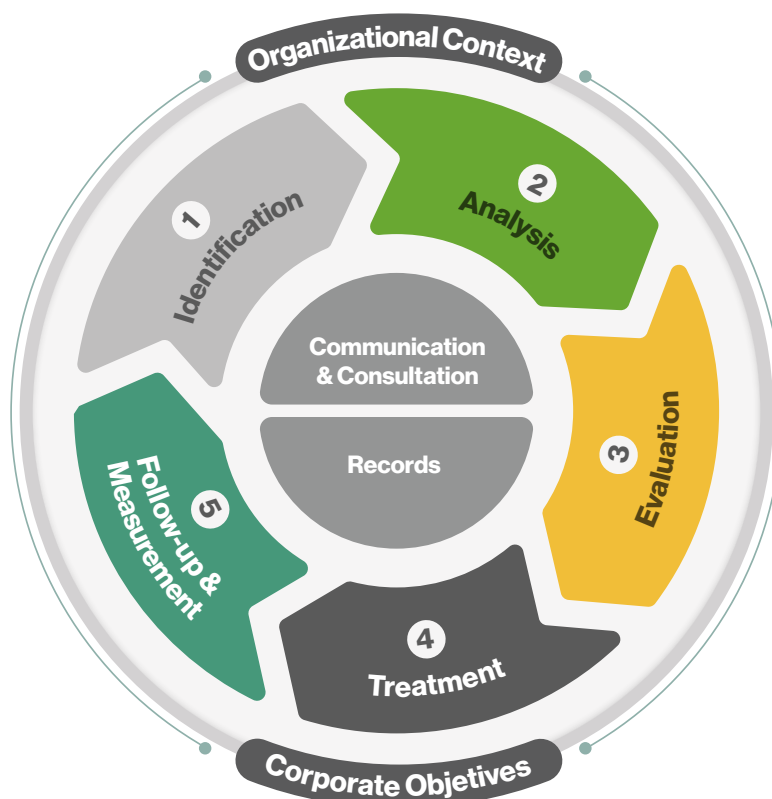 Organizational Context
1
Identification
2
Analysis
3
Evaluation
4
Treatment
5
Follow-up &
Measurement
Communication
& Consultation
Records
Corporate Objetives